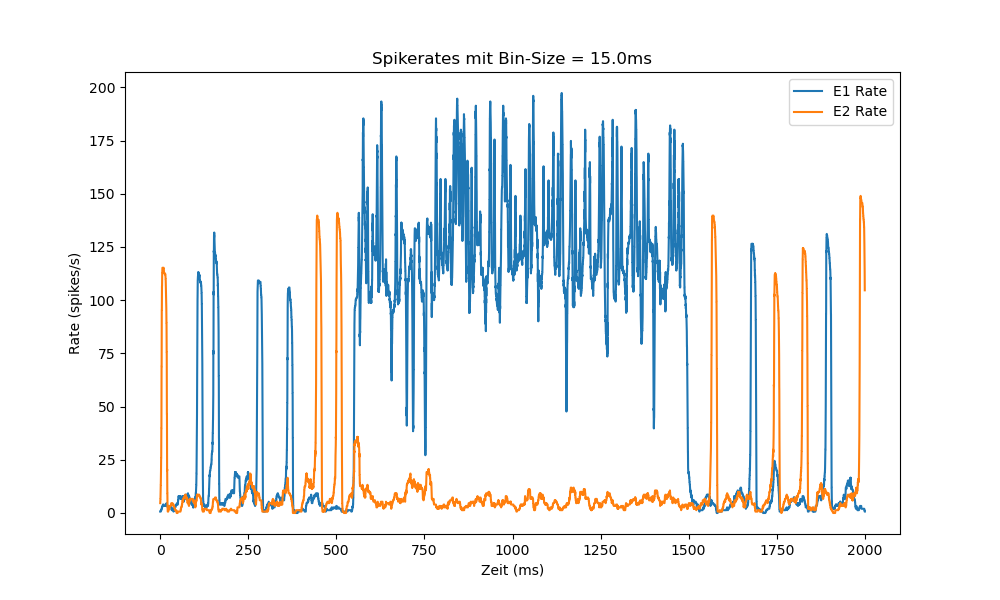 Spikerates mit Bin-Size = 15.0ms
E1 Rate
E2 Rate
Rate (spikes/s)
200
175
150
125
100
75
50
25
0
0 250 500 750 1000 1250 1500 1750 2000
Zeit (ms)